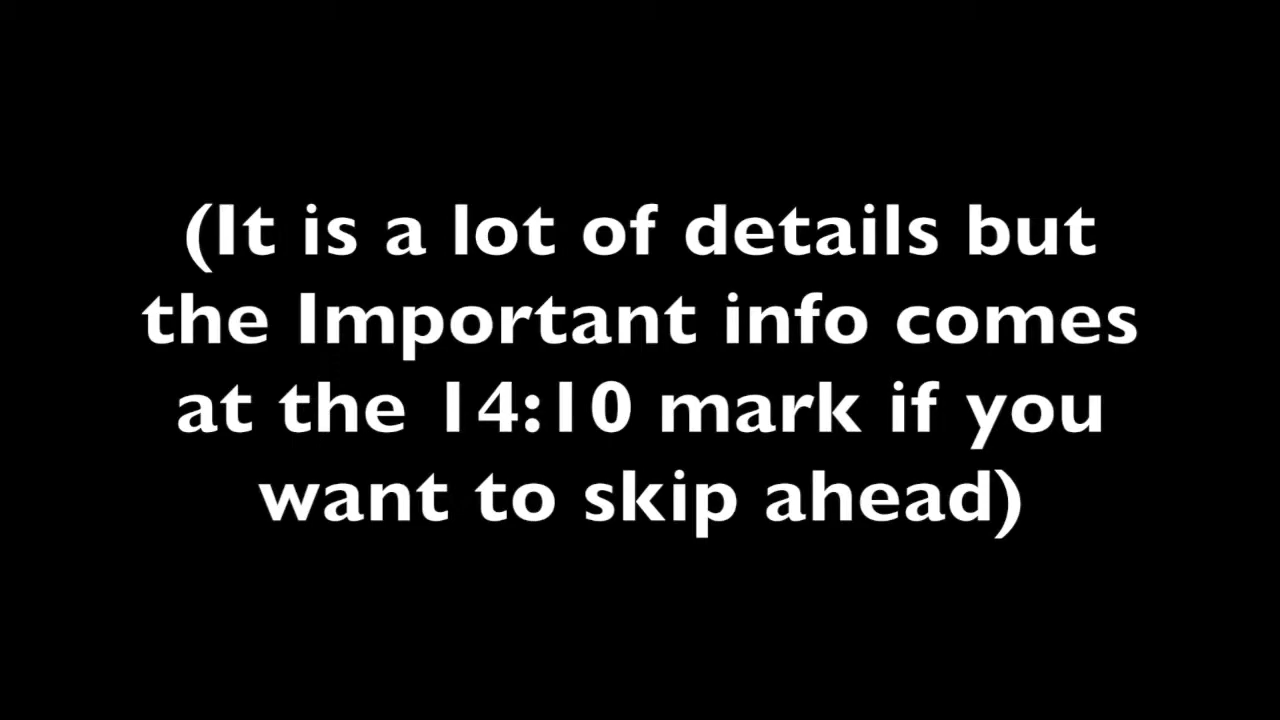 (It is a lot of details but
the Important info comes
at the 14:10 mark if you
want to skip ahead)